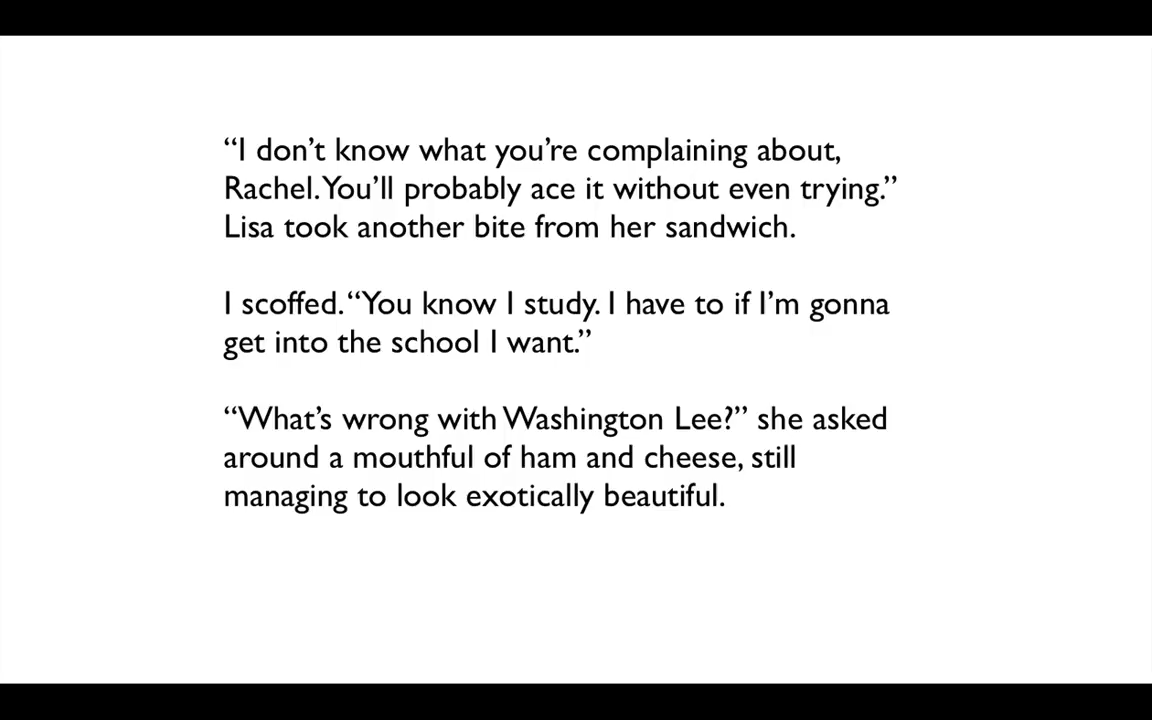 “I don’t know what you’re complaining about,
Rachel. You’ll probably ace it without even trying.”
Lisa took another bite from her sandwich.
I scoffed. “You know I study. I have to if I’m gonna
get into the school I want.”
“What’s wrong with Washington Lee?” she asked
around a mouthful of ham and cheese, still
managing to look exotically beautiful.